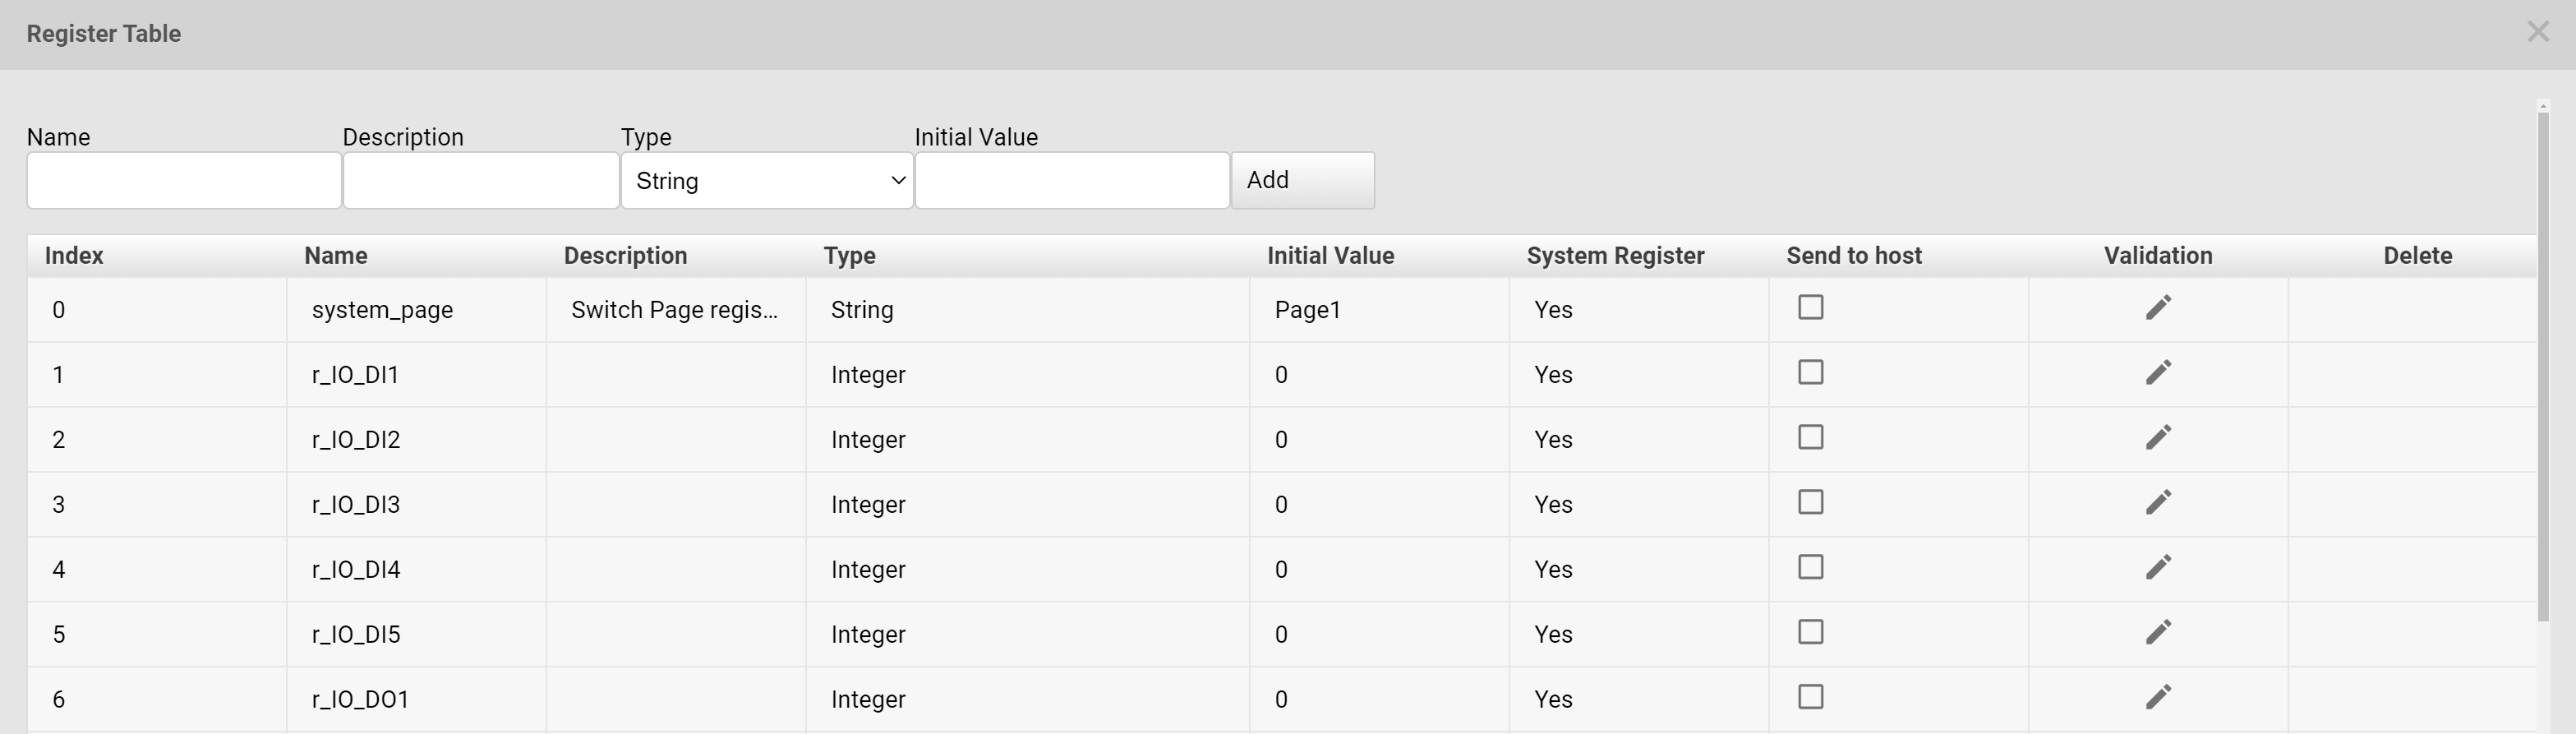 Register Table
Name Description Type Initial Value
String Add
Index Name Description Type Initial Value System Register Send to host Validation Delete
0 system_page Switch Page regis... String Page1 Yes
1 r_IO_DI1 Integer 0 Yes
2 r_IO_DI2 Integer 0 Yes
3 r_IO_DI3 Integer 0 Yes
4 r_IO_DI4 Integer 0 Yes
5 r_IO_DI5 Integer 0 Yes
6 r_IO_DO1 Integer 0 Yes